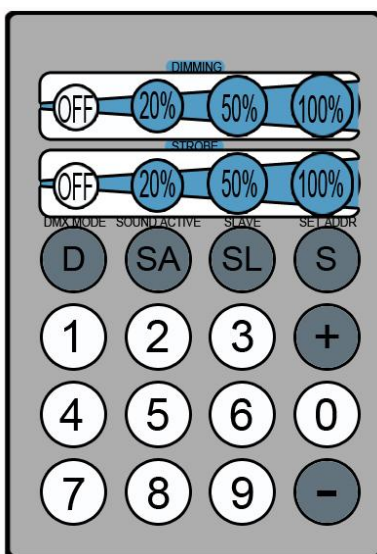 DIMMING
OFF 20% 50% 100%
STROBE
OFF 20% 50% 100%
DMX MODE SOUND ACTIVE SLAVE SET ADDR
D SA SL S
1 2 3 +
4 5 6 0
7 8 9 -